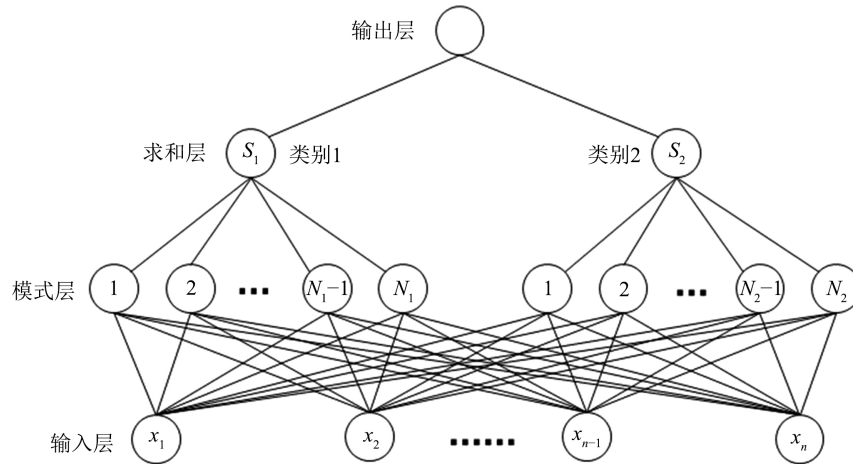 输出层
求和层 S₁ 类别1 类别2 S₂
模式层 1 2 ... N₁−1 N₁ 1 2 ... N₂−1 N₂
输入层 x₁ x₂ ...... xₙ₋₁ xₙ